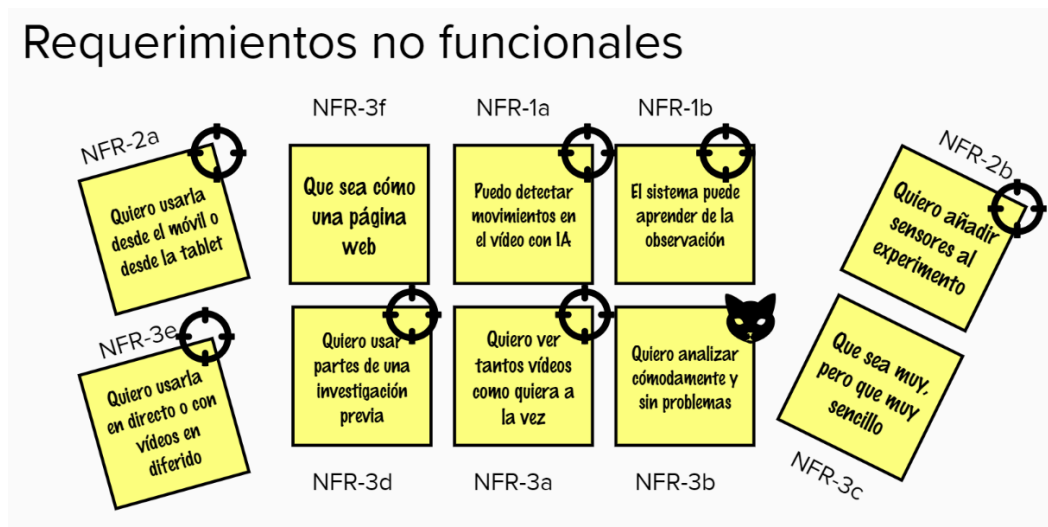 Requerimientos no funcionales
NFR-2a
Quiero usarla
desde el móvil o
desde la tablet
NFR-3f
Que sea cómo
una página
web
NFR-1a
Puedo detectar
movimientos en
el vídeo con IA
NFR-1b
El sistema puede
aprender de la
observación
NFR-2b
Quiero añadir
sensores al
experimento
NFR-3e
Quiero usarla
en directo o con
vídeos en
diferido
Quiero usar
partes de una
investigación
previa
NFR-3d
Quiero ver
tantos vídeos
como quiera a
la vez
NFR-3a
Quiero analizar
cómodamente y
sin problemas
NFR-3b
Que sea muy,
pero que muy
sencillo
NFR-3c